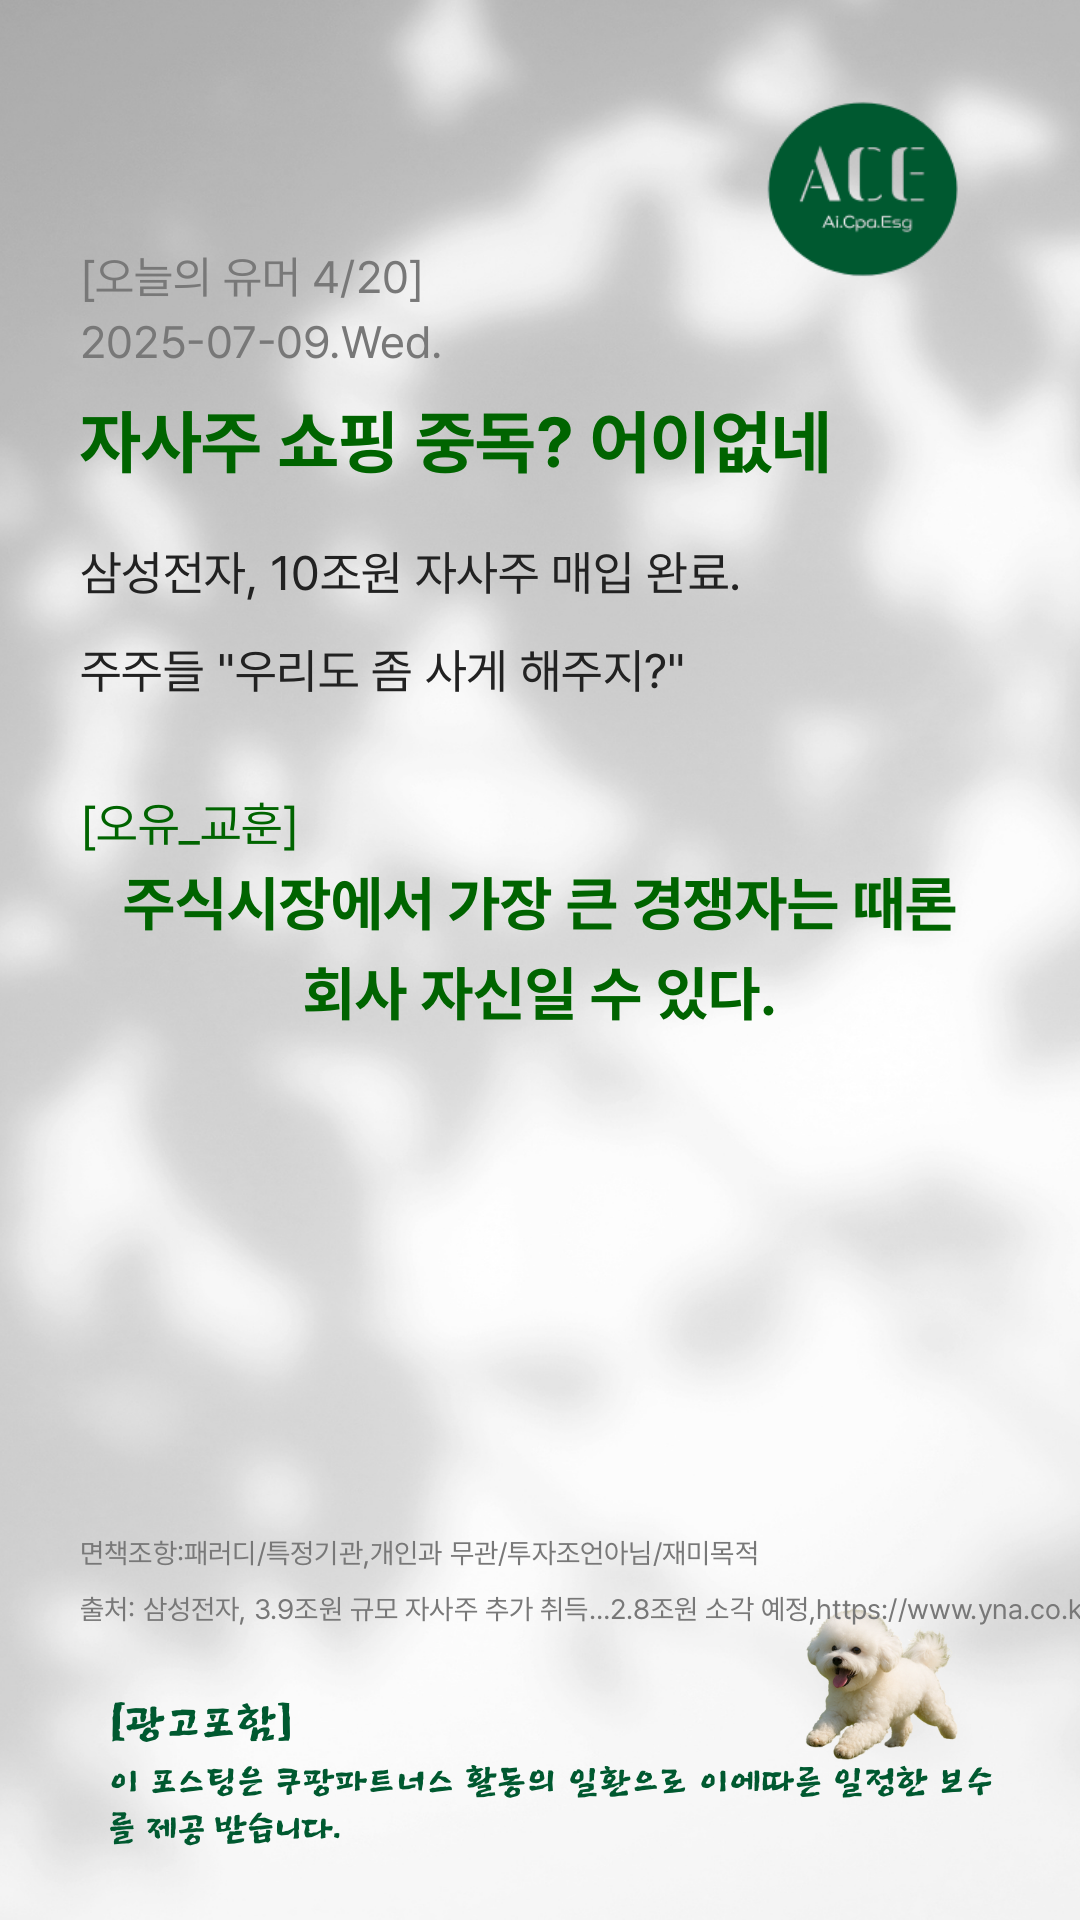 ACE
Ai.Cpa.Esg
[오늘의 유머 4/20]
2025-07-09.Wed.
자사주 쇼핑 중독? 어이없네
삼성전자, 10조원 자사주 매입 완료.
주주들 "우리도 좀 사게 해주지?"
[오유_교훈]
주식시장에서 가장 큰 경쟁자는 때론
회사 자신일 수 있다.
면책조항:패러디/특정기관,개인과 무관/투자조언아님/재미목적
출처: 삼성전자, 3.9조원 규모 자사주 추가 취득...2.8조원 소각 예정,https://www.yna.co.k
[광고포함]
이 포스팅은 쿠팡파트너스 활동의 일환으로 이에따른 일정한 보수
를 제공 받습니다.